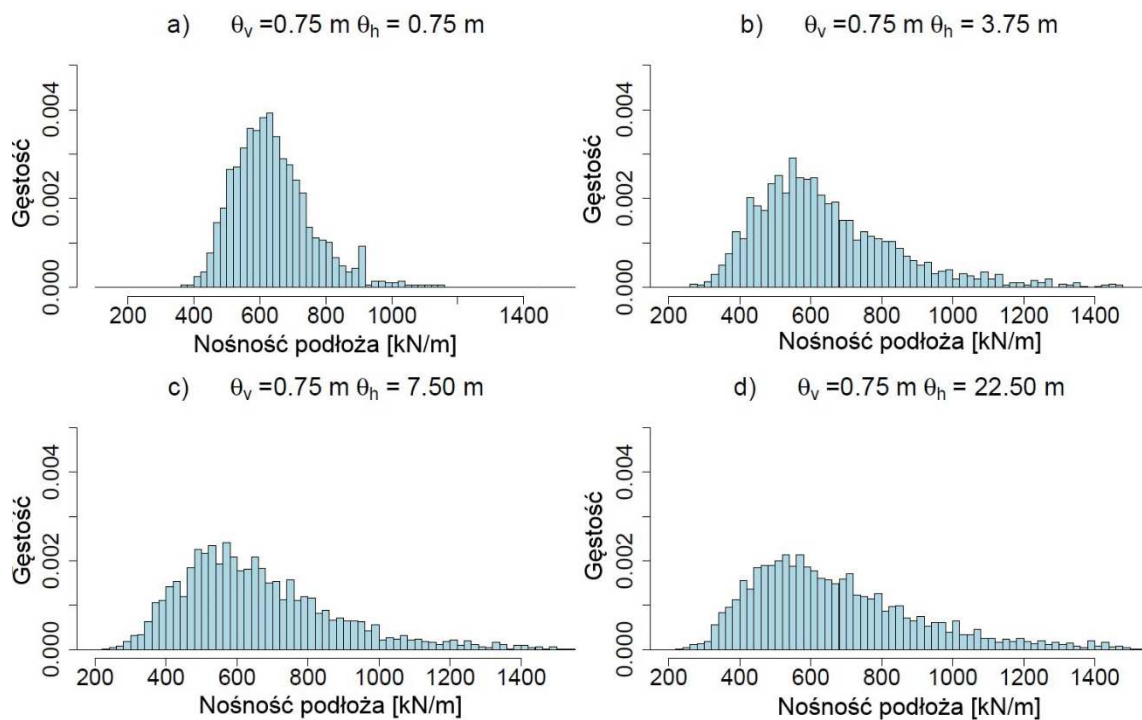 a) θv =0.75 m θh = 0.75 m
Gęstość
0.000 0.002 0.004
200 400 600 800 1000 1400
Nośność podłoża [kN/m]
b) θv =0.75 m θh = 3.75 m
Gęstość
0.000 0.002 0.004
200 400 600 800 1000 1200 1400
Nośność podłoża [kN/m]
c) θv =0.75 m θh = 7.50 m
Gęstość
0.000 0.002 0.004
200 400 600 800 1000 1400
Nośność podłoża [kN/m]
d) θv =0.75 m θh = 22.50 m
Gęstość
0.000 0.002 0.004
200 400 600 800 1000 1200 1400
Nośność podłoża [kN/m]